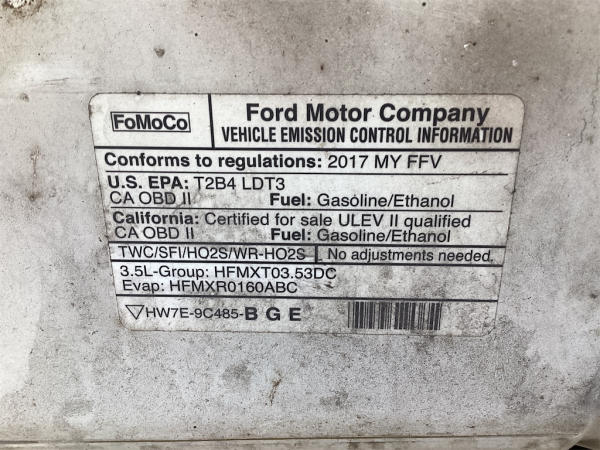 FoMoCo
Ford Motor Company
VEHICLE EMISSION CONTROL INFORMATION
Conforms to regulations: 2017 MY FFV
U.S. EPA: T2B4 LDT3
CA OBD II Fuel: Gasoline/Ethanol
California: Certified for sale ULEV II qualified
CA OBD II Fuel: Gasoline/Ethanol
TWC/SFI/HO2S/WR-HO2S No adjustments needed.
3.5L-Group: HFMXT03.53DC
Evap: HFMXR0160ABC
HW7E-9C485-B G E